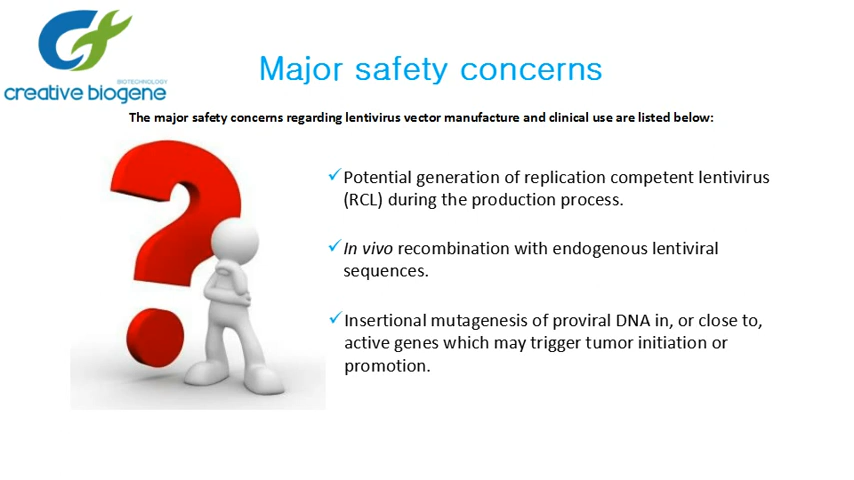 BIOTECHNOLOGY
creative biogene
Major safety concerns
The major safety concerns regarding lentivirus vector manufacture and clinical use are listed below:
Potential generation of replication competent lentivirus
(RCL) during the production process.
In vivo recombination with endogenous lentiviral
sequences.
Insertional mutagenesis of proviral DNA in, or close to,
active genes which may trigger tumor initiation or
promotion.